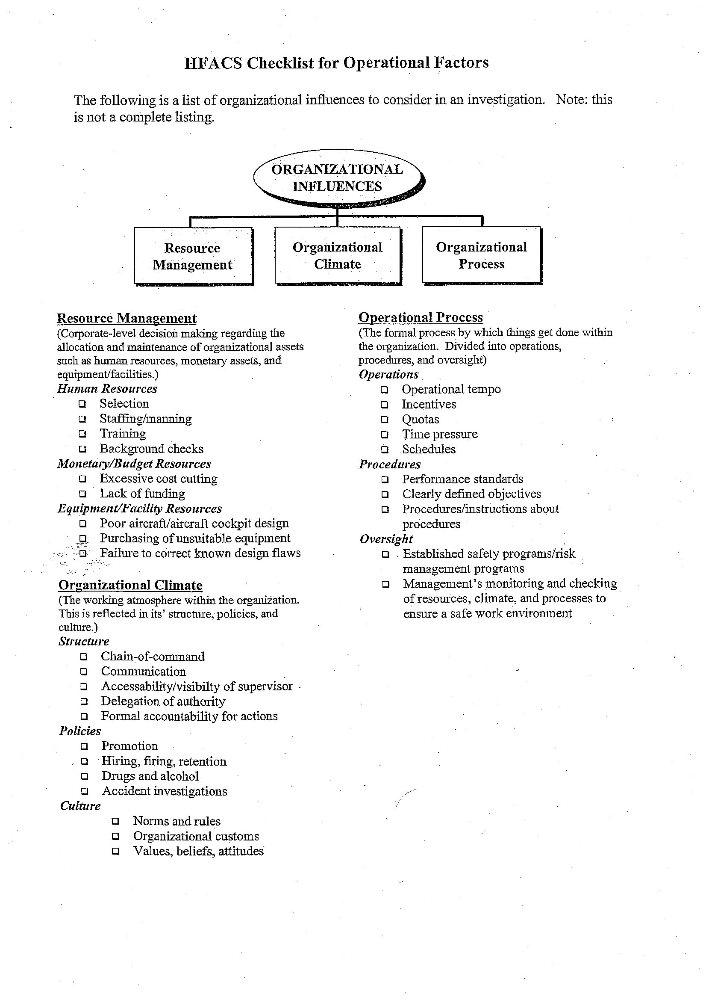 HFACS Checklist for Operational Factors
The following is a list of organizational influences to consider in an investigation. Note: this
is not a complete listing.
ORGANIZATIONAL
INFLUENCES
Resource
Management
Organizational
Climate
Organizational
Process
Resource Management
(Corporate-level decision making regarding the
allocation and maintenance of organizational assets
such as human resources, monetary assets, and
equipment/facilities.)
Human Resources
❑ Selection
❑ Staffing/manning
❑ Training
❑ Background checks
Monetary/Budget Resources
❑ Excessive cost cutting
❑ Lack of funding
Equipment/Facility Resources
❑ Poor aircraft/aircraft cockpit design
❑ Purchasing of unsuitable equipment
❑ Failure to correct known design flaws
Organizational Climate
(The working atmosphere within the organization.
This is reflected in its' structure, policies, and
culture.)
Structure
❑ Chain-of-command
❑ Communication
❑ Accessability/visibilty of supervisor
❑ Delegation of authority
❑ Formal accountability for actions
Policies
❑ Promotion
❑ Hiring, firing, retention
❑ Drugs and alcohol
❑ Accident investigations
Culture
❑ Norms and rules
❑ Organizational customs
❑ Values, beliefs, attitudes
Operational Process
(The formal process by which things get done within
the organization. Divided into operations,
procedures, and oversight)
Operations
❑ Operational tempo
❑ Incentives
❑ Quotas
❑ Time pressure
❑ Schedules
Procedures
❑ Performance standards
❑ Clearly defined objectives
❑ Procedures/instructions about
procedures
Oversight
❑ Established safety programs/risk
management programs
❑ Management's monitoring and checking
of resources, climate, and processes to
ensure a safe work environment